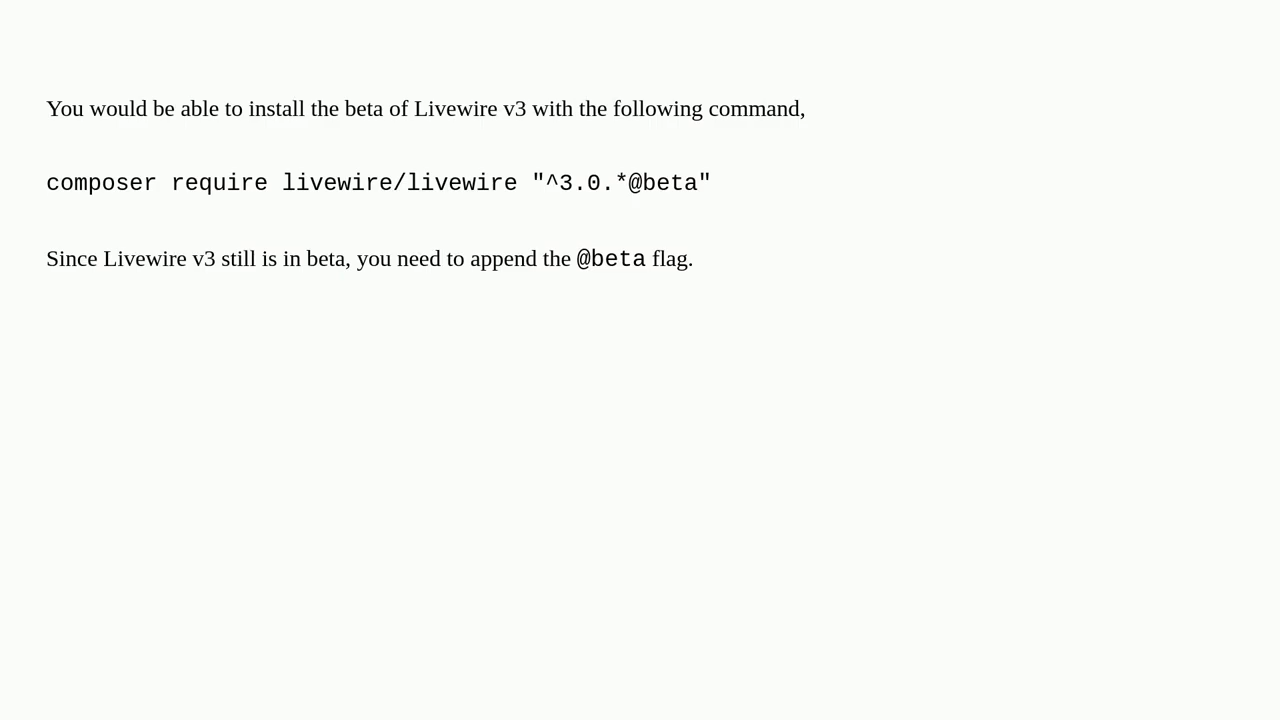 You would be able to install the beta of Livewire v3 with the following command,
composer require livewire/livewire "^3.0.*@beta"
Since Livewire v3 still is in beta, you need to append the @beta flag.